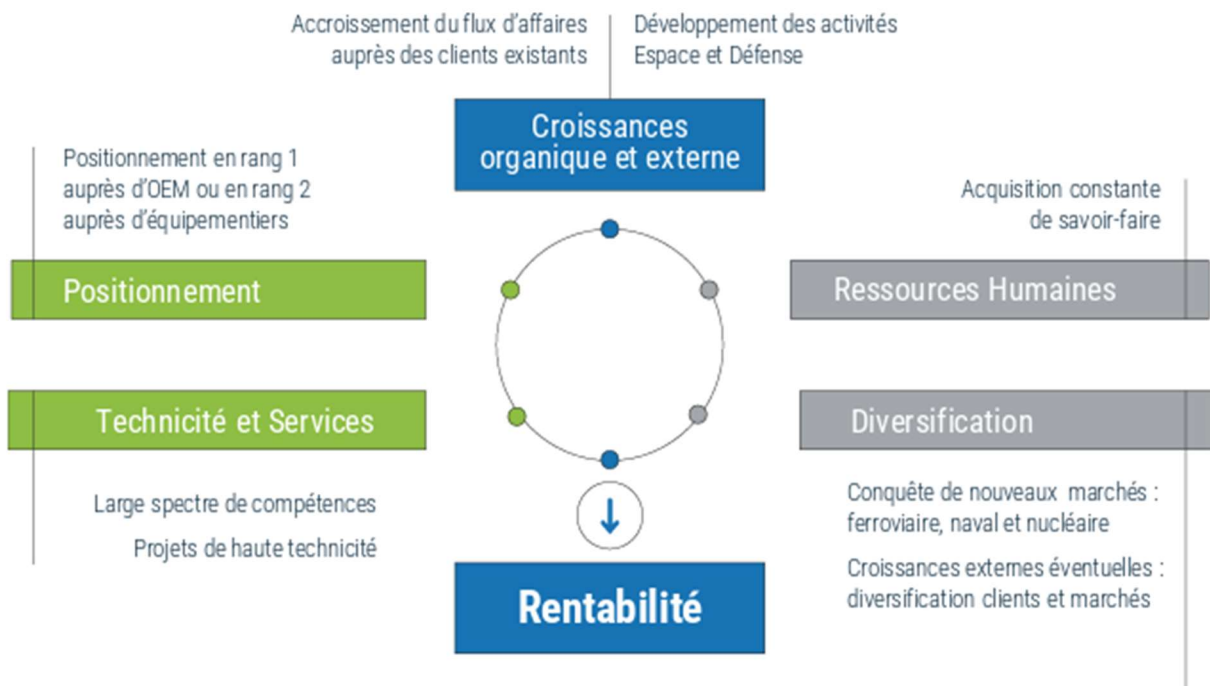 Accroissement du flux d’affaires
auprès des clients existants
Développement des activités
Espace et Défense
Croissances
organique et externe
Positionnement en rang 1
auprès d’OEM ou en rang 2
auprès d’équipementiers
Positionnement
Acquisition constante
de savoir-faire
Ressources Humaines
Technicité et Services
Large spectre de compétences
Projets de haute technicité
Diversification
Conquête de nouveaux marchés :
ferroviaire, naval et nucléaire
Croissances externes éventuelles :
diversification clients et marchés
Rentabilité